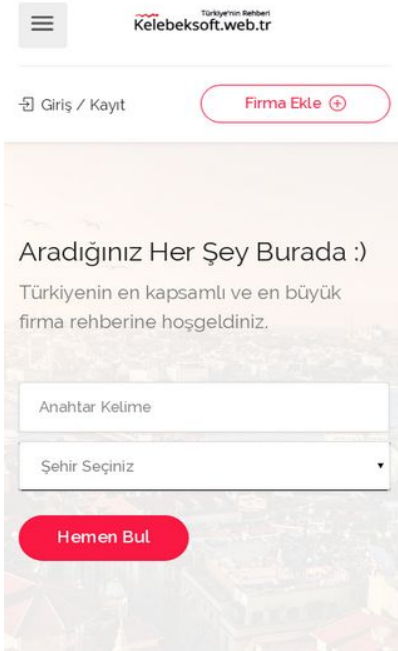 Türkiye'nin Rehberi
Kelebeksoft.web.tr
Giriş / Kayıt
Firma Ekle
Aradığınız Her Şey Burada :)
Türkiyenin en kapsamlı ve en büyük
firma rehberine hoşgeldiniz.
Anahtar Kelime
Şehir Seçiniz
Hemen Bul